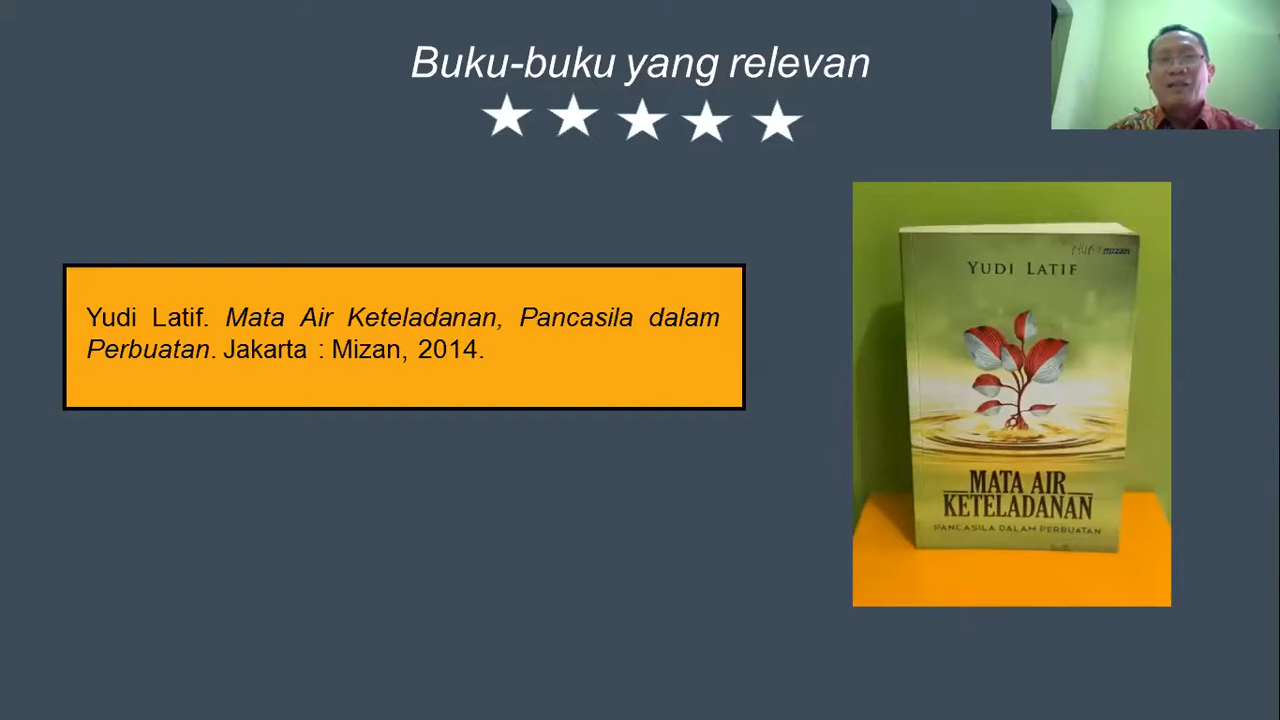 Buku-buku yang relevan
Yudi Latif. Mata Air Keteladanan, Pancasila dalam
Perbuatan. Jakarta : Mizan, 2014.
mizan
YUDI LATIF
MATA AIR
KETELADANAN
PANCASILA DALAM PERBUATAN